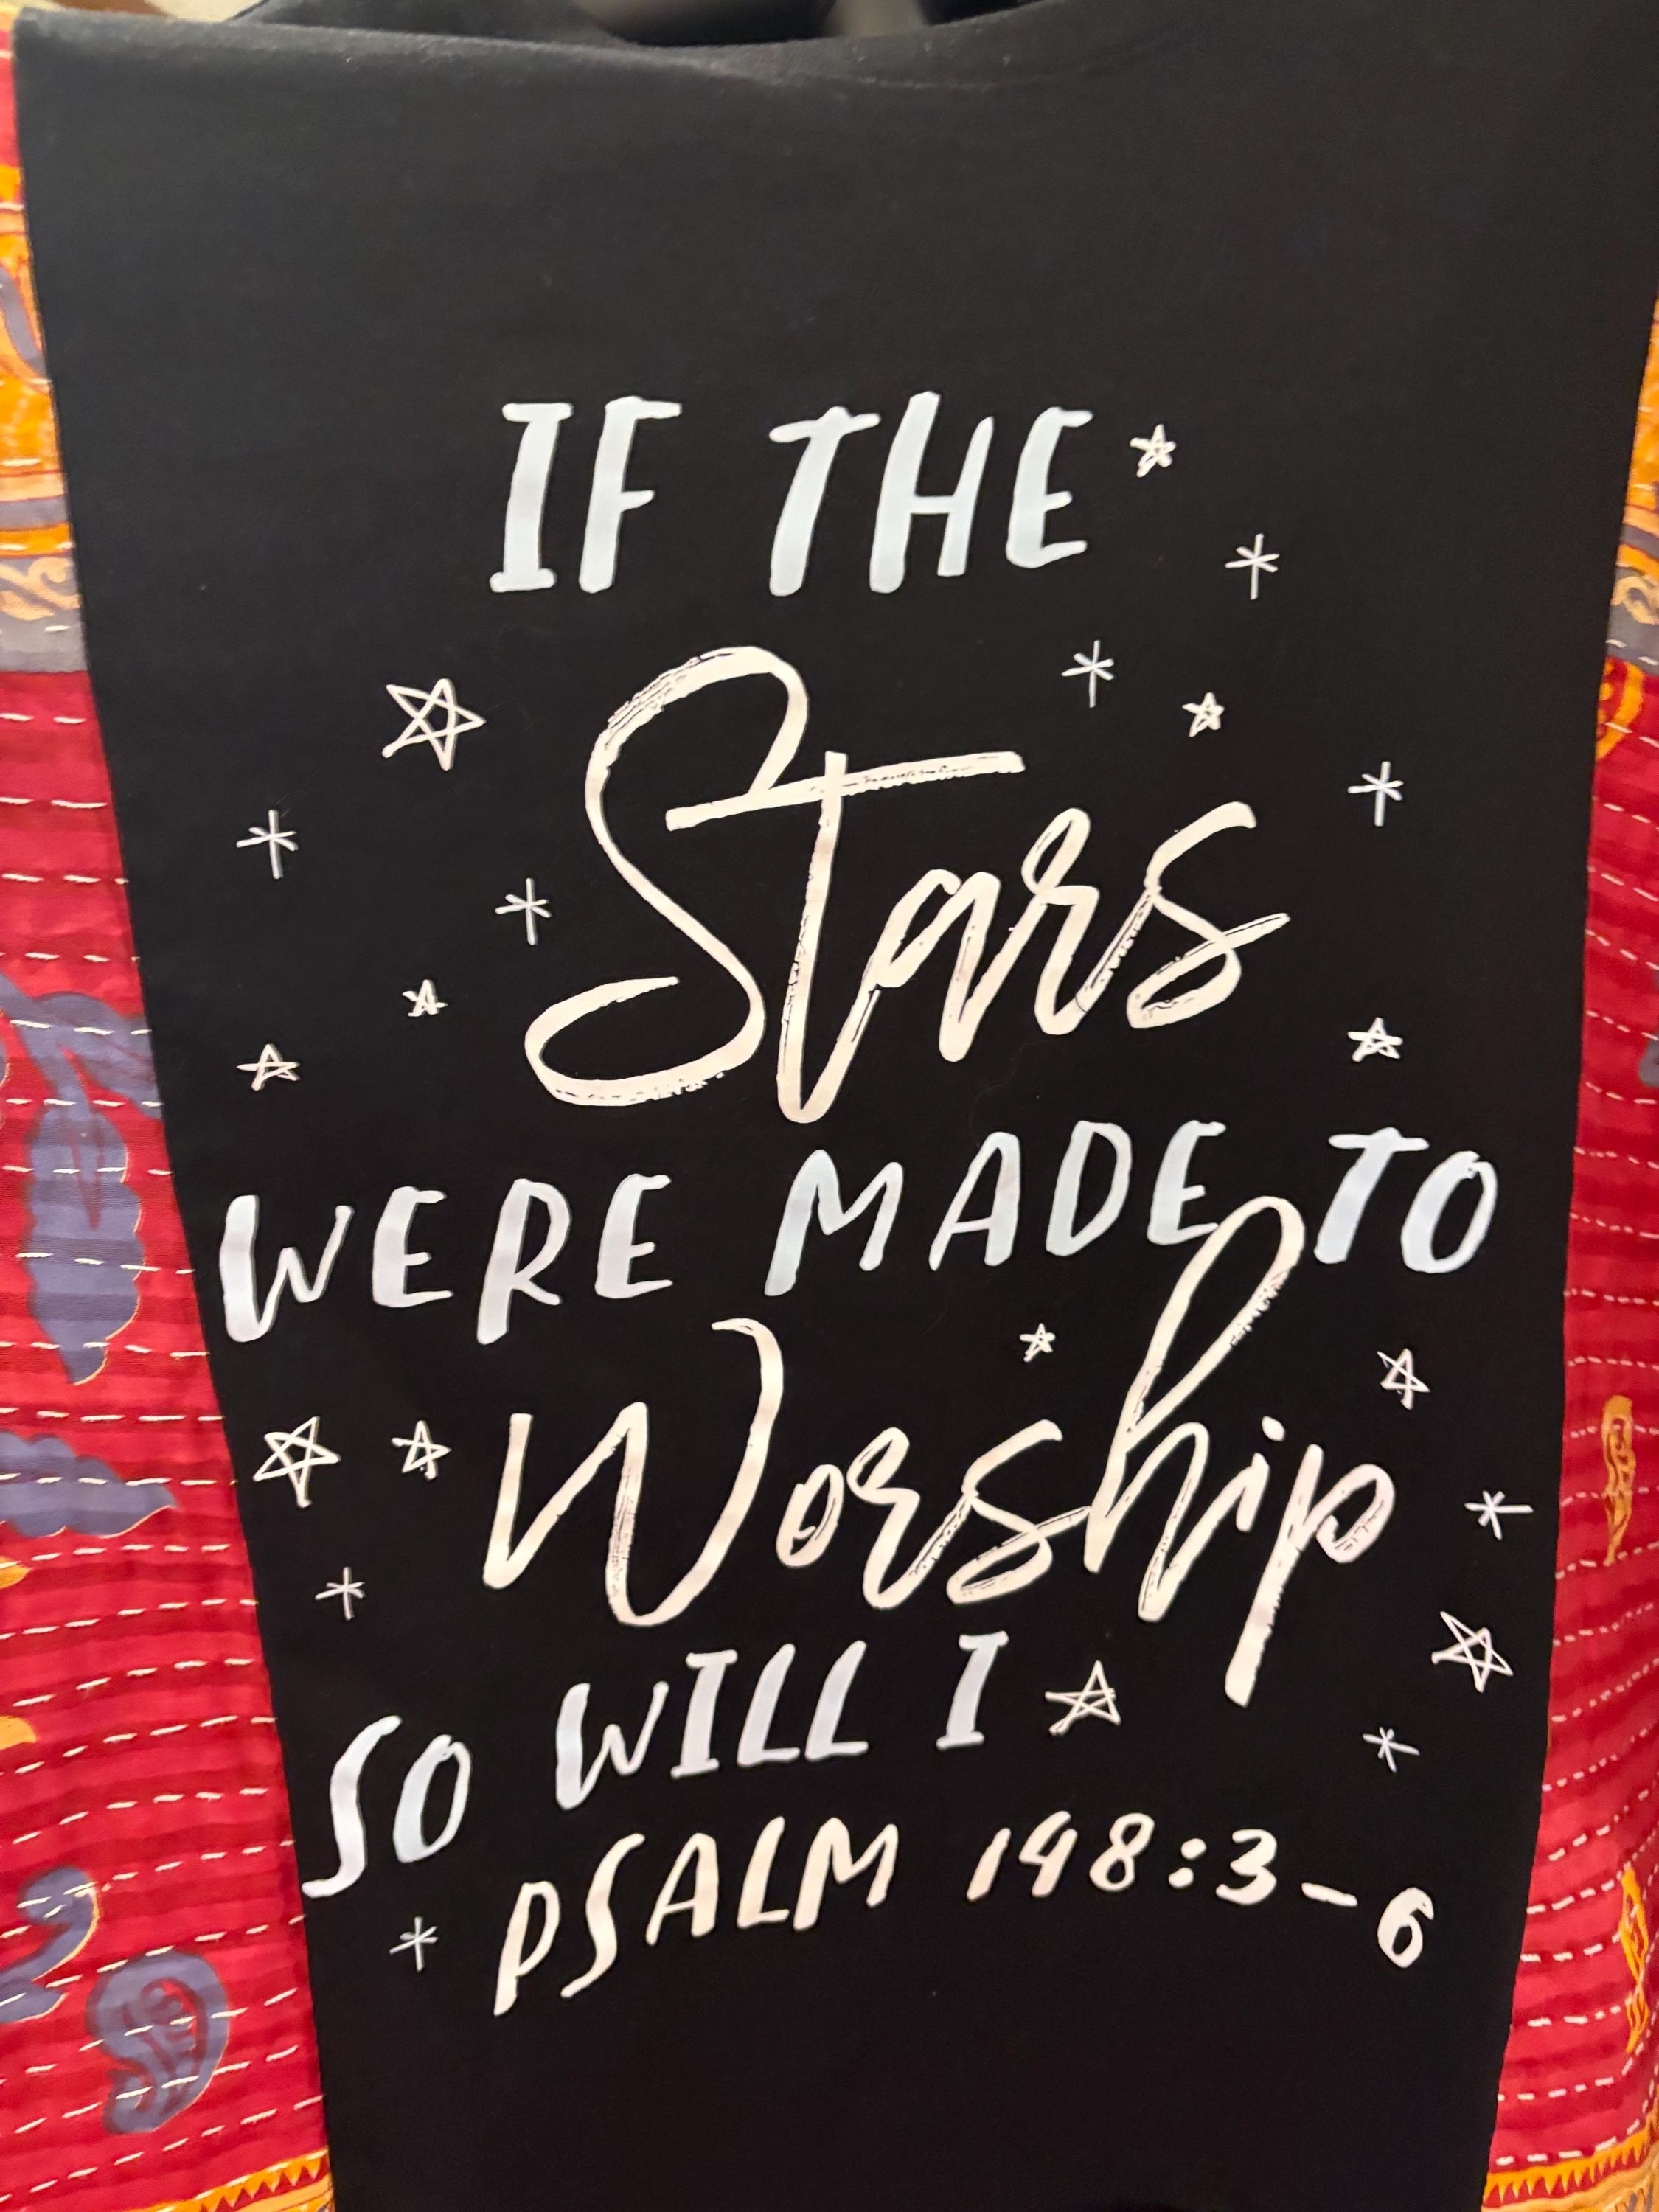 IF THE
Stars
WERE MADE TO
Worship
SO WILL I
PSALM 148:3-6